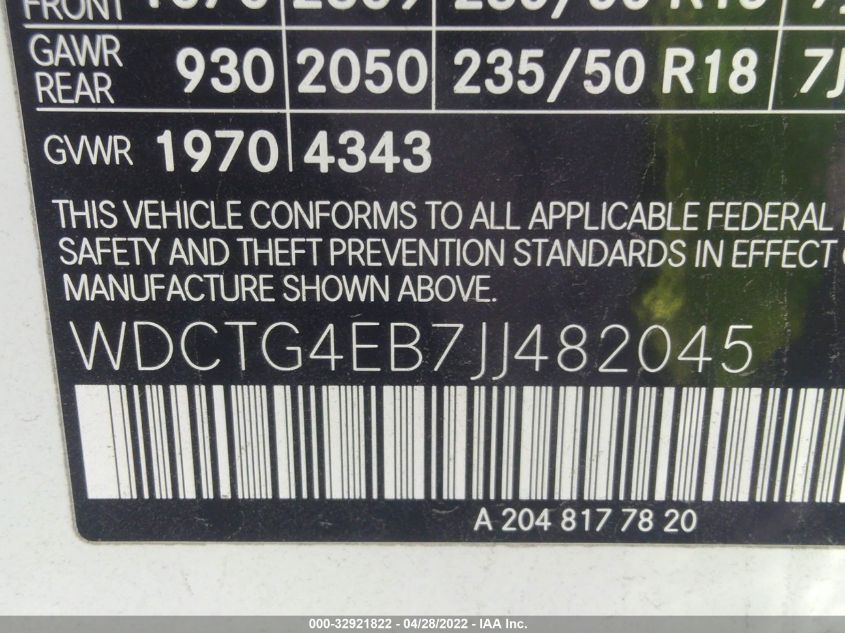 FRONT
GAWR REAR 930 2050 235/50 R18 7J
GVWR 1970 4343
THIS VEHICLE CONFORMS TO ALL APPLICABLE FEDERAL
SAFETY AND THEFT PREVENTION STANDARDS IN EFFECT
MANUFACTURE SHOWN ABOVE.
WDCTG4EB7JJ482045
A 204 817 78 20
000-32921822 - 04/28/2022 - IAA Inc.